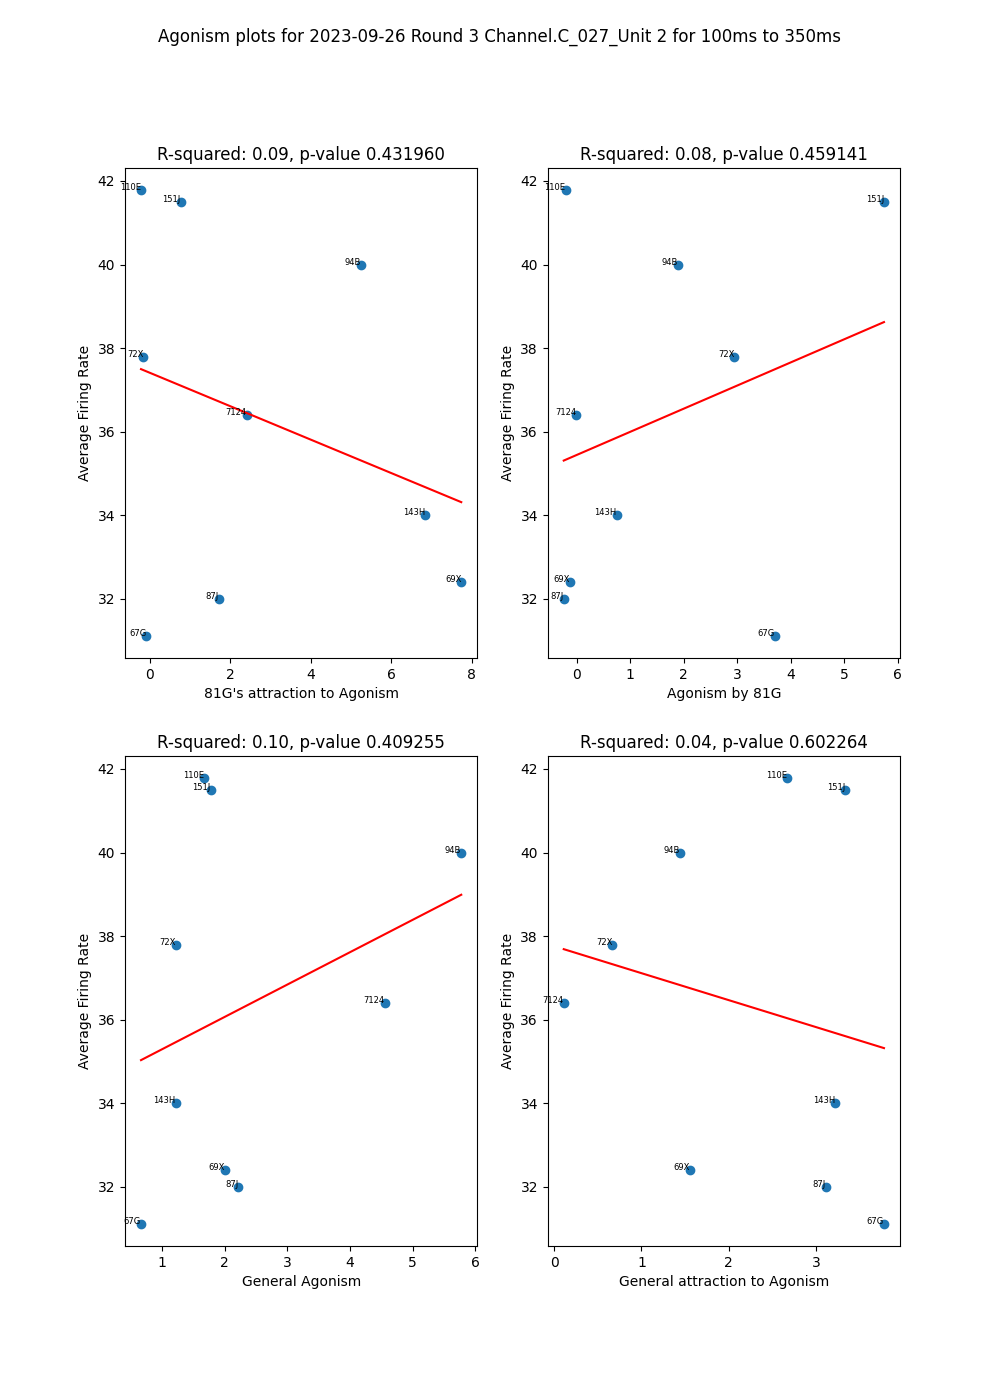 Agonism plots for 2023-09-26 Round 3 Channel.C_027_Unit 2 for 100ms to 350ms
R-squared: 0.09, p-value 0.431960
42
40
38
36
34
32
Average Firing Rate
110E
151J
94B
72X
7124
143H
69X
87J
67G
0 2 4 6 8
81G's attraction to Agonism
R-squared: 0.08, p-value 0.459141
42
40
38
36
34
32
Average Firing Rate
110E
151J
94B
72X
7124
143H
69X
87J
67G
0 1 2 3 4 5 6
Agonism by 81G
R-squared: 0.10, p-value 0.409255
42
40
38
36
34
32
Average Firing Rate
110E
151J
94B
72X
7124
143H
69X
87J
67G
1 2 3 4 5 6
General Agonism
R-squared: 0.04, p-value 0.602264
42
40
38
36
34
32
Average Firing Rate
110E
151J
94B
72X
7124
143H
69X
87J
67G
0 1 2 3
General attraction to Agonism